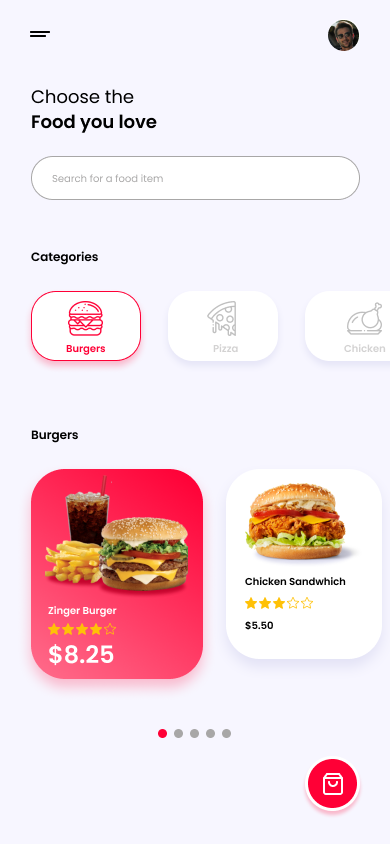 Choose the
Food you love
Search for a food item
Categories
Burgers
Pizza
Chicken
Burgers
Zinger Burger
$8.25
Chicken Sandwhich
$5.50